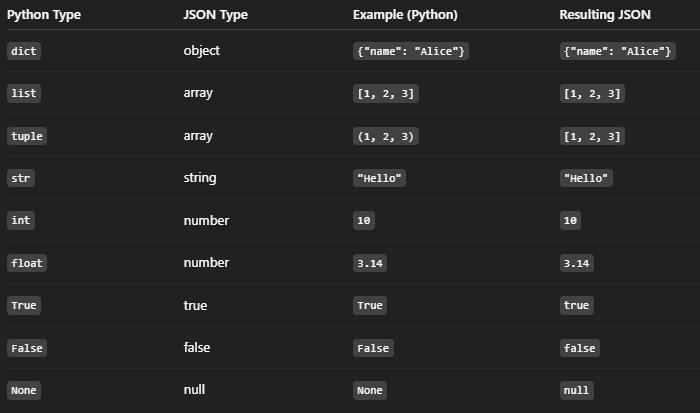 Python Type JSON Type Example (Python) Resulting JSON
dict object {"name": "Alice"} {"name": "Alice"}
list array [1, 2, 3] [1, 2, 3]
tuple array (1, 2, 3) [1, 2, 3]
str string "Hello" "Hello"
int number 10 10
float number 3.14 3.14
True true True true
False false False false
None null None null